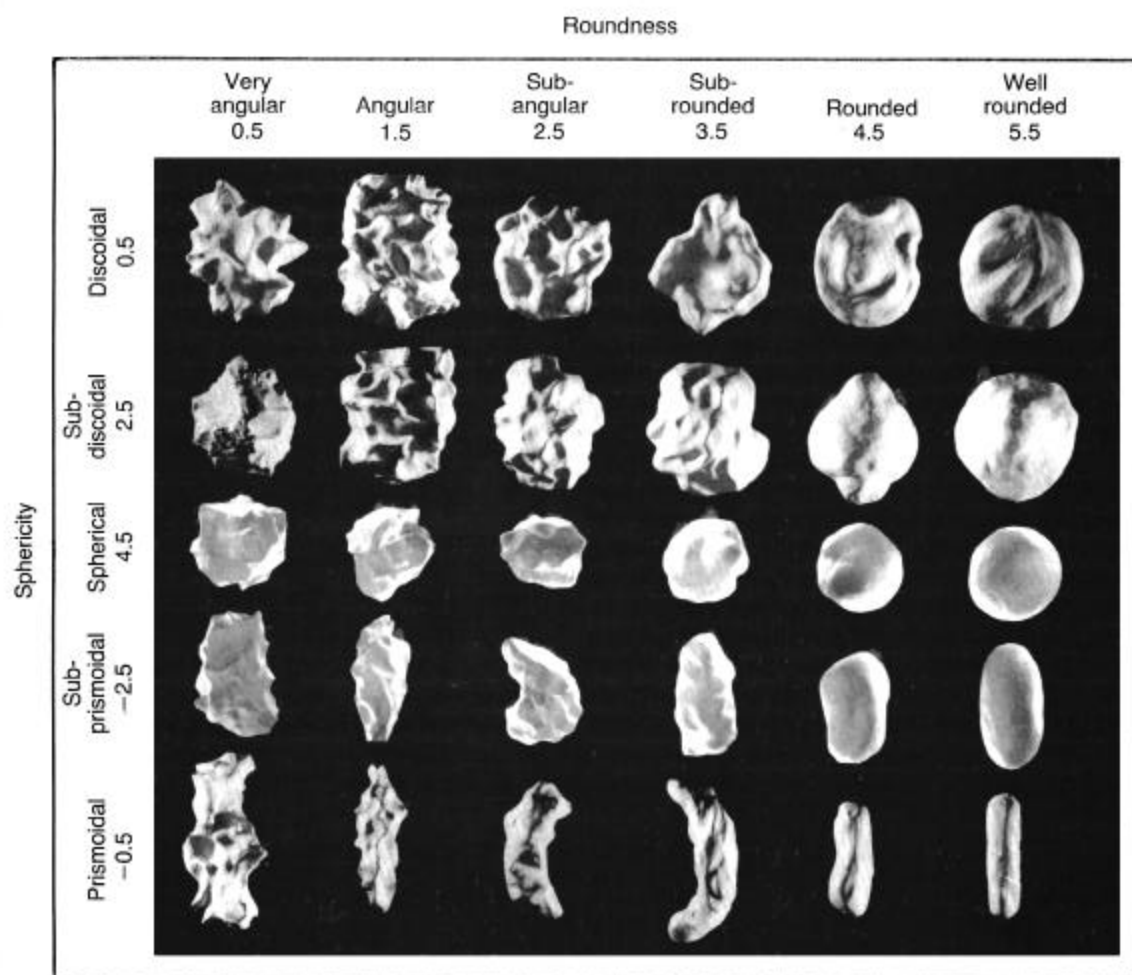 Roundness
Very
angular
0.5
Angular
1.5
Sub-
angular
2.5
Sub-
rounded
3.5
Rounded
4.5
Well
rounded
5.5
Sphericity
Discoidal
0.5
Sub-
discoidal
2.5
Spherical
4.5
Sub-
prismoidal
−2.5
Prismoidal
−0.5